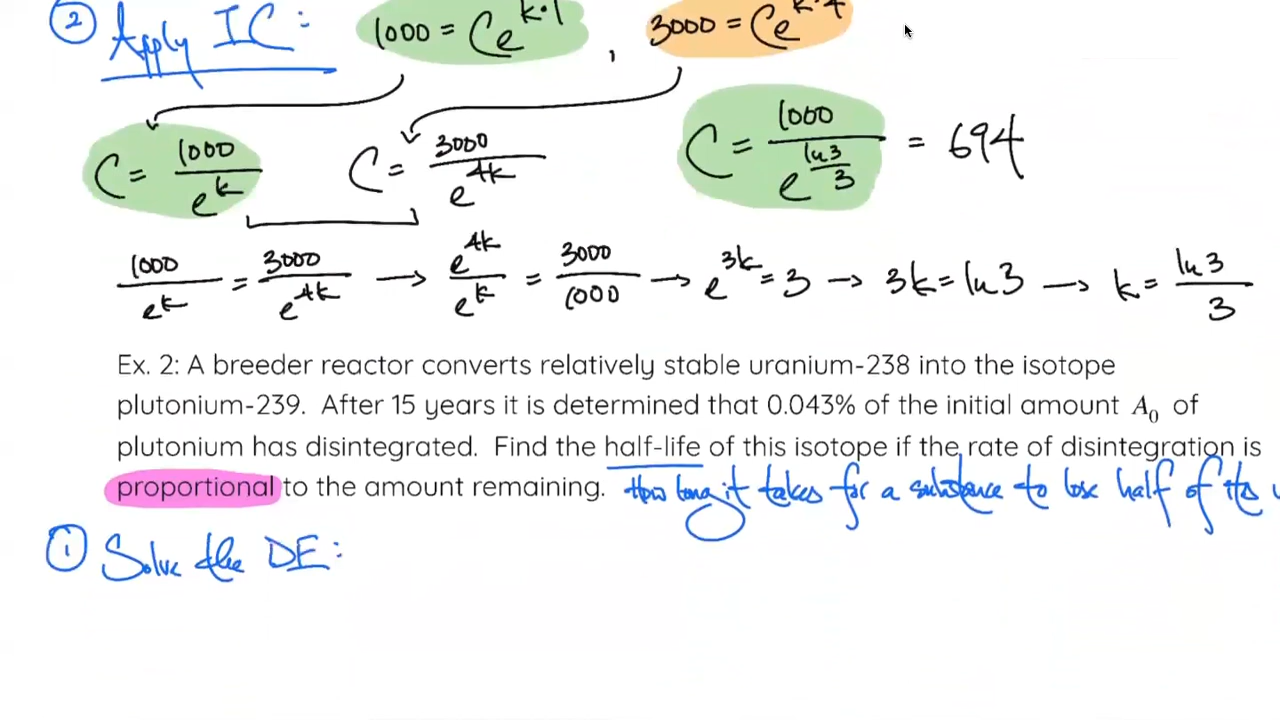 ② Apply IC: 1000 = Ce^{k·1} , 3000 = Ce^{k·4}
C = 1000/e^k C = 3000/e^{4k} C = 1000/e^{ln3/3} = 694
1000/e^k = 3000/e^{4k} → e^{4k}/e^k = 3000/1000 → e^{3k} = 3 → 3k = ln3 → k = ln3/3
Ex. 2: A breeder reactor converts relatively stable uranium-238 into the isotope
plutonium-239. After 15 years it is determined that 0.043% of the initial amount A₀ of
plutonium has disintegrated. Find the half-life of this isotope if the rate of disintegration is
proportional to the amount remaining. How long it takes for a substance to lose half of its
① Solve the DE: